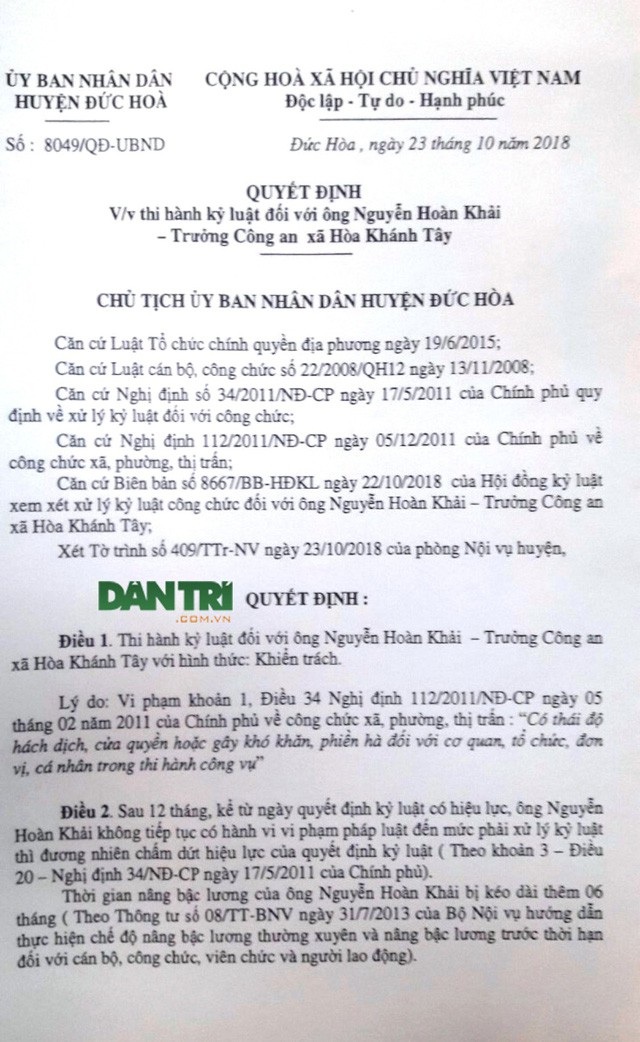 ỦY BAN NHÂN DÂN
HUYỆN ĐỨC HOÀ
CỘNG HOÀ XÃ HỘI CHỦ NGHĨA VIỆT NAM
Độc lập - Tự do - Hạnh phúc
Số : 8049/QĐ-UBND
Đức Hòa , ngày 23 tháng 10 năm 2018
QUYẾT ĐỊNH
V/v thi hành kỷ luật đối với ông Nguyễn Hoàn Khải
– Trưởng Công an xã Hòa Khánh Tây
CHỦ TỊCH ỦY BAN NHÂN DÂN HUYỆN ĐỨC HÒA
Căn cứ Luật Tổ chức chính quyền địa phương ngày 19/6/2015;
Căn cứ Luật cán bộ, công chức số 22/2008/QH12 ngày 13/11/2008;
Căn cứ Nghị định số 34/2011/NĐ-CP ngày 17/5/2011 của Chính phủ quy
định về xử lý kỷ luật đối với công chức;
Căn cứ Nghị định 112/2011/NĐ-CP ngày 05/12/2011 của Chính phủ về
công chức xã, phường, thị trấn;
Căn cứ Biên bản số 8667/BB-HĐKL ngày 22/10/2018 của Hội đồng kỷ luật
xem xét xử lý kỷ luật công chức đối với ông Nguyễn Hoàn Khải – Trưởng Công an
xã Hòa Khánh Tây;
Xét Tờ trình số 409/TTr-NV ngày 23/10/2018 của phòng Nội vụ huyện,
DÂN TRÍ
.COM.VN
QUYẾT ĐỊNH :
Điều 1. Thi hành kỷ luật đối với ông Nguyễn Hoàn Khải – Trưởng Công an
xã Hòa Khánh Tây với hình thức: Khiển trách.
Lý do: Vi phạm khoản 1, Điều 34 Nghị định 112/2011/NĐ-CP ngày 05
tháng 02 năm 2011 của Chính phủ về công chức xã, phường, thị trấn : “Có thái độ
hách dịch, cửa quyền hoặc gây khó khăn, phiền hà đối với cơ quan, tổ chức, đơn
vị, cá nhân trong thi hành công vụ”
Điều 2. Sau 12 tháng, kể từ ngày quyết định kỷ luật có hiệu lực, ông Nguyễn
Hoàn Khải không tiếp tục có hành vi vi phạm pháp luật đến mức phải xử lý kỷ luật
thì đương nhiên chấm dứt hiệu lực của quyết định kỷ luật ( Theo khoản 3 – Điều
20 – Nghị định 34/NĐ-CP ngày 17/5/2011 của Chính phủ).
Thời gian nâng bậc lương của ông Nguyễn Hoàn Khải bị kéo dài thêm 06
tháng ( Theo Thông tư số 08/TT-BNV ngày 31/7/2013 của Bộ Nội vụ hướng dẫn
thực hiện chế độ nâng bậc lương thường xuyên và nâng bậc lương trước thời hạn
đối với cán bộ, công chức, viên chức và người lao động).